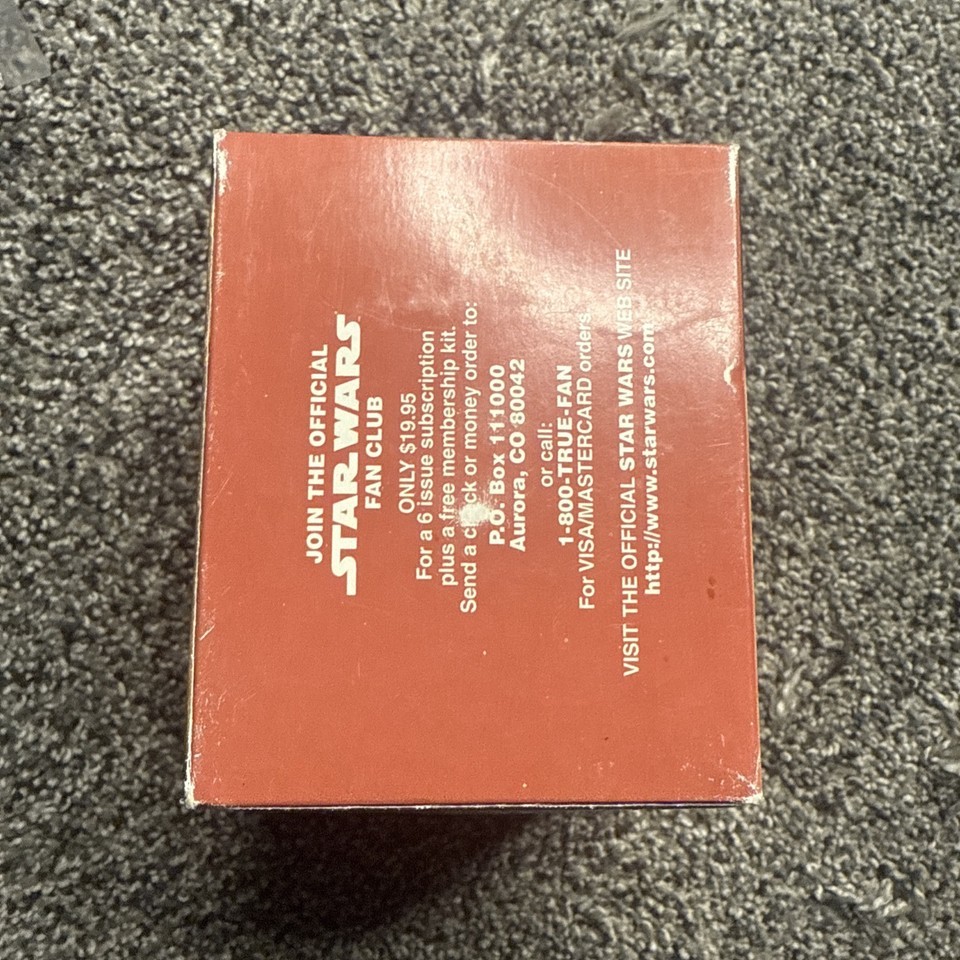 JOIN THE OFFICIAL
STAR WARS
FAN CLUB
ONLY $19.95
For a 6 issue subscription
plus a free membership kit.
Send a check or money order to:
P.O. Box 111000
Aurora, CO 80042
or call:
1-800-TRUE-FAN
For VISA/MASTERCARD orders.
VISIT THE OFFICIAL STAR WARS WEB SITE
http://www.starwars.com